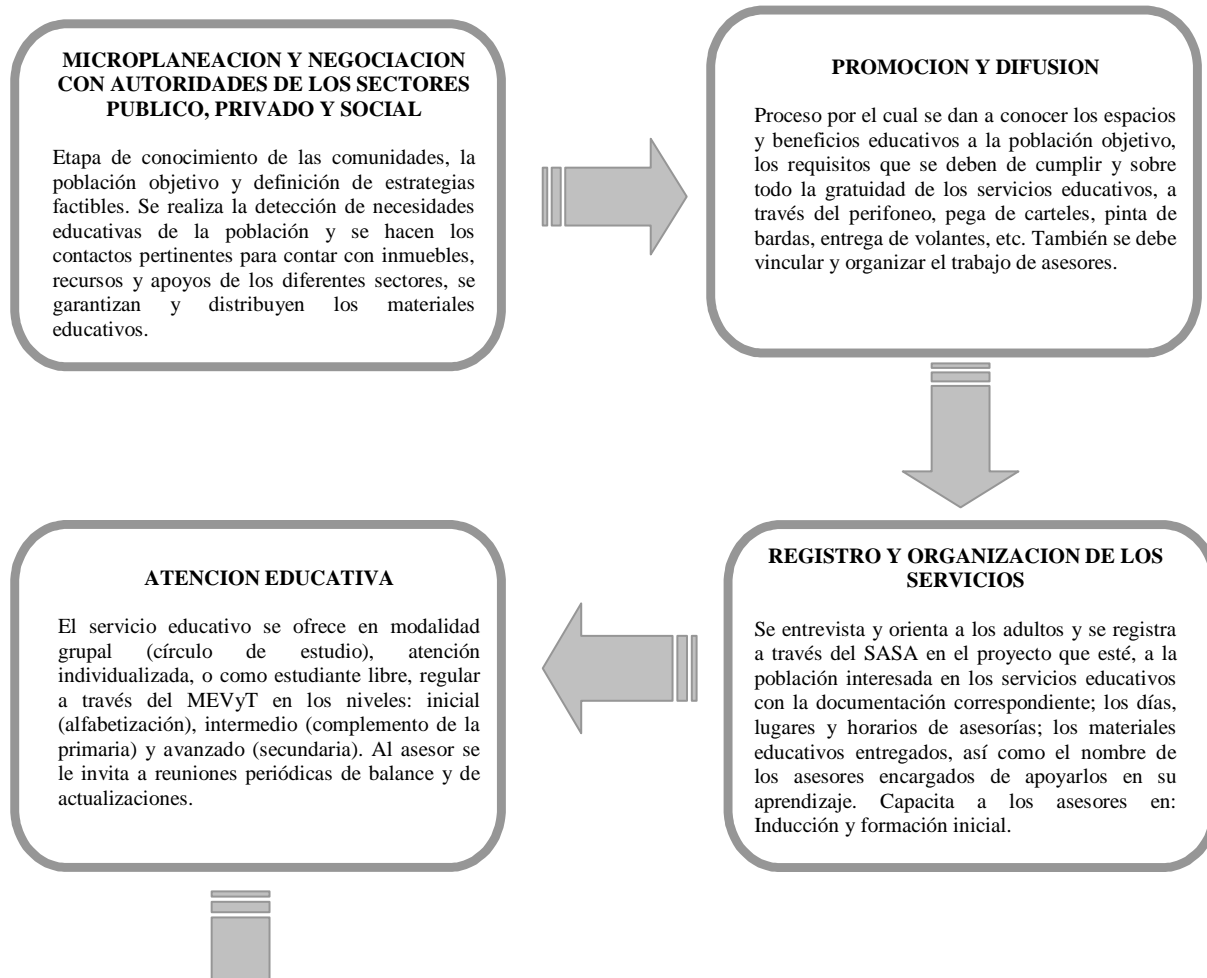 MICROPLANEACION Y NEGOCIACION
CON AUTORIDADES DE LOS SECTORES
PUBLICO, PRIVADO Y SOCIAL
Etapa de conocimiento de las comunidades, la
población objetivo y definición de estrategias
factibles. Se realiza la detección de necesidades
educativas de la población y se hacen los
contactos pertinentes para contar con inmuebles,
recursos y apoyos de los diferentes sectores, se
garantizan y distribuyen los materiales
educativos.
PROMOCION Y DIFUSION
Proceso por el cual se dan a conocer los espacios
y beneficios educativos a la población objetivo,
los requisitos que se deben de cumplir y sobre
todo la gratuidad de los servicios educativos, a
través del perifoneo, pega de carteles, pinta de
bardas, entrega de volantes, etc. También se debe
vincular y organizar el trabajo de asesores.
REGISTRO Y ORGANIZACION DE LOS
SERVICIOS
Se entrevista y orienta a los adultos y se registra
a través del SASA en el proyecto que esté, a la
población interesada en los servicios educativos
con la documentación correspondiente; los días,
lugares y horarios de asesorías; los materiales
educativos entregados, así como el nombre de
los asesores encargados de apoyarlos en su
aprendizaje. Capacita a los asesores en:
Inducción y formación inicial.
ATENCION EDUCATIVA
El servicio educativo se ofrece en modalidad
grupal (círculo de estudio), atención
individualizada, o como estudiante libre, regular
a través del MEVyT en los niveles: inicial
(alfabetización), intermedio (complemento de la
primaria) y avanzado (secundaria). Al asesor se
le invita a reuniones periódicas de balance y de
actualizaciones.